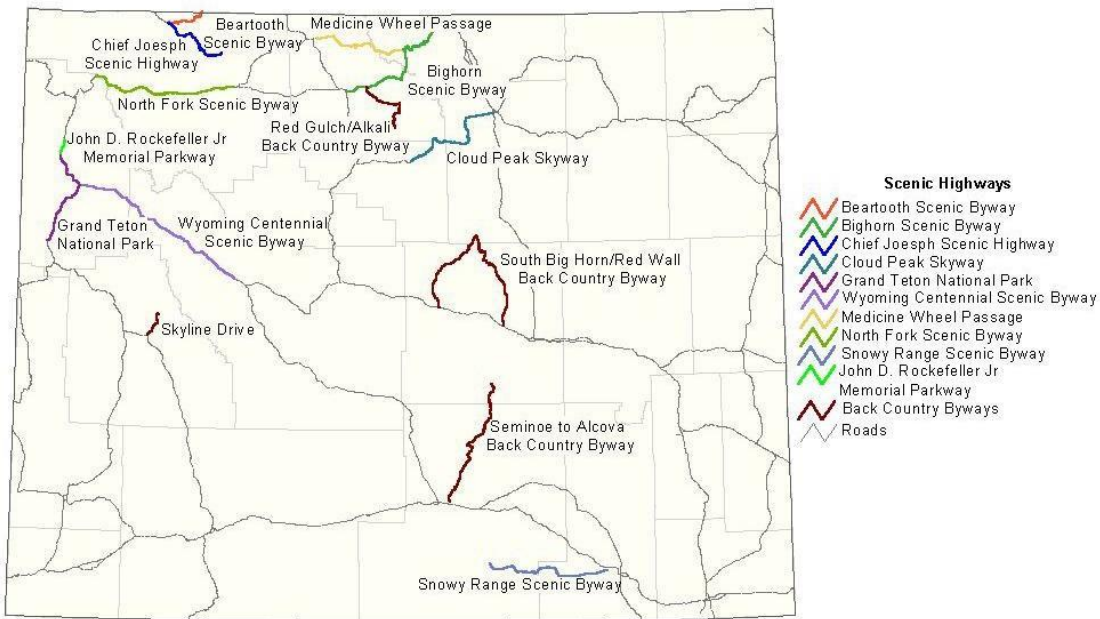 Beartooth
Scenic Byway
Medicine Wheel Passage
Chief Joesph
Scenic Highway
Bighorn
Scenic Byway
North Fork Scenic Byway
Red Gulch/Alkali
Back Country Byway
John D. Rockefeller Jr
Memorial Parkway
Cloud Peak Skyway
Grand Teton
National Park
Wyoming Centennial
Scenic Byway
South Big Horn/Red Wall
Back Country Byway
Skyline Drive
Seminoe to Alcova
Back Country Byway
Snowy Range Scenic Byway
Scenic Highways
Beartooth Scenic Byway
Bighorn Scenic Byway
Chief Joesph Scenic Highway
Cloud Peak Skyway
Grand Teton National Park
Wyoming Centennial Scenic Byway
Medicine Wheel Passage
North Fork Scenic Byway
Snowy Range Scenic Byway
John D. Rockefeller Jr
Memorial Parkway
Back Country Byways
Roads